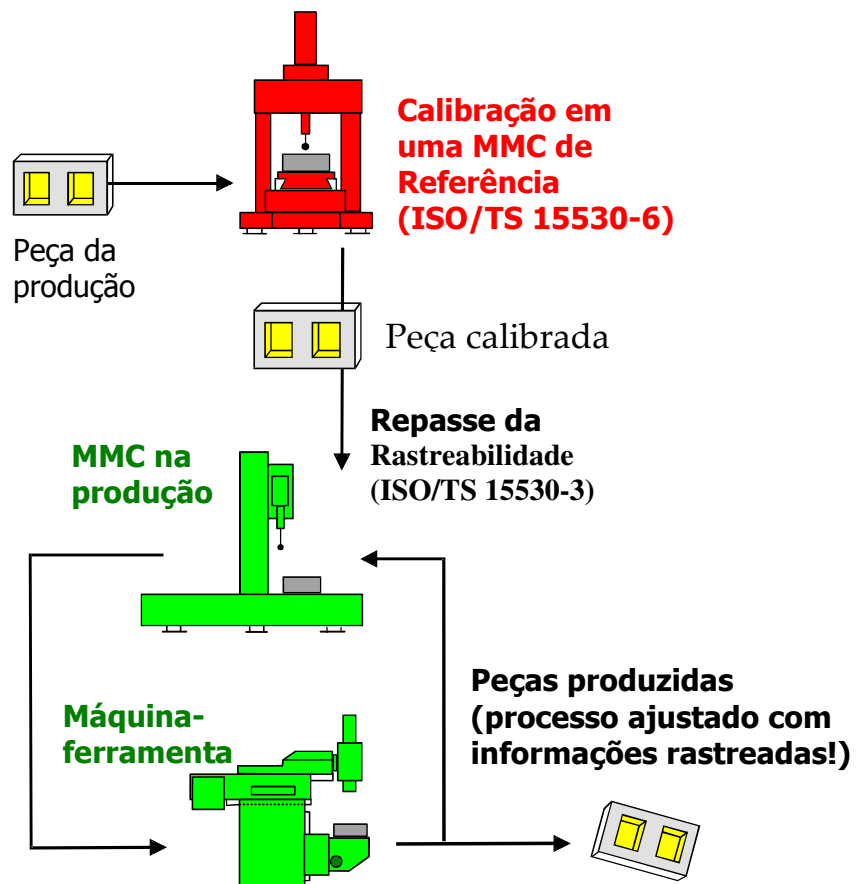 Calibração em
uma MMC de
Referência
(ISO/TS 15530-6)
Peça da
produção
Peça calibrada
Repasse da
Rastreabilidade
(ISO/TS 15530-3)
MMC na
produção
Peças produzidas
(processo ajustado com
informações rastreadas!)
Máquina-
ferramenta